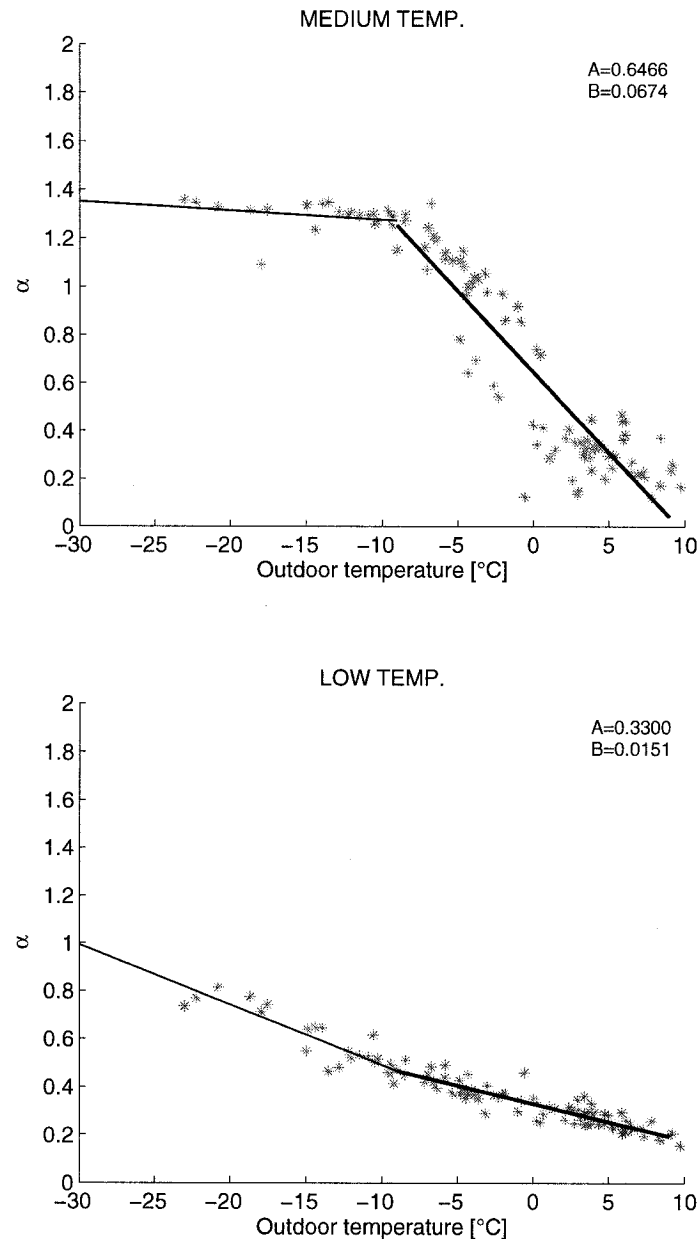 MEDIUM TEMP.
A=0.6466
B=0.0674
2
1.8
1.6
1.4
1.2
1
0.8
0.6
0.4
0.2
0
α
−30 −25 −20 −15 −10 −5 0 5 10
Outdoor temperature [°C]
LOW TEMP.
A=0.3300
B=0.0151
2
1.8
1.6
1.4
1.2
1
0.8
0.6
0.4
0.2
0
α
−30 −25 −20 −15 −10 −5 0 5 10
Outdoor temperature [°C]